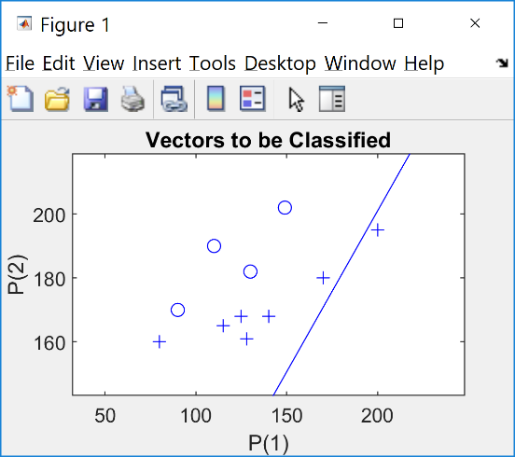 Figure 1
File Edit View Insert Tools Desktop Window Help
Vectors to be Classified
200
180
160
P(2)
50 100 150 200
P(1)